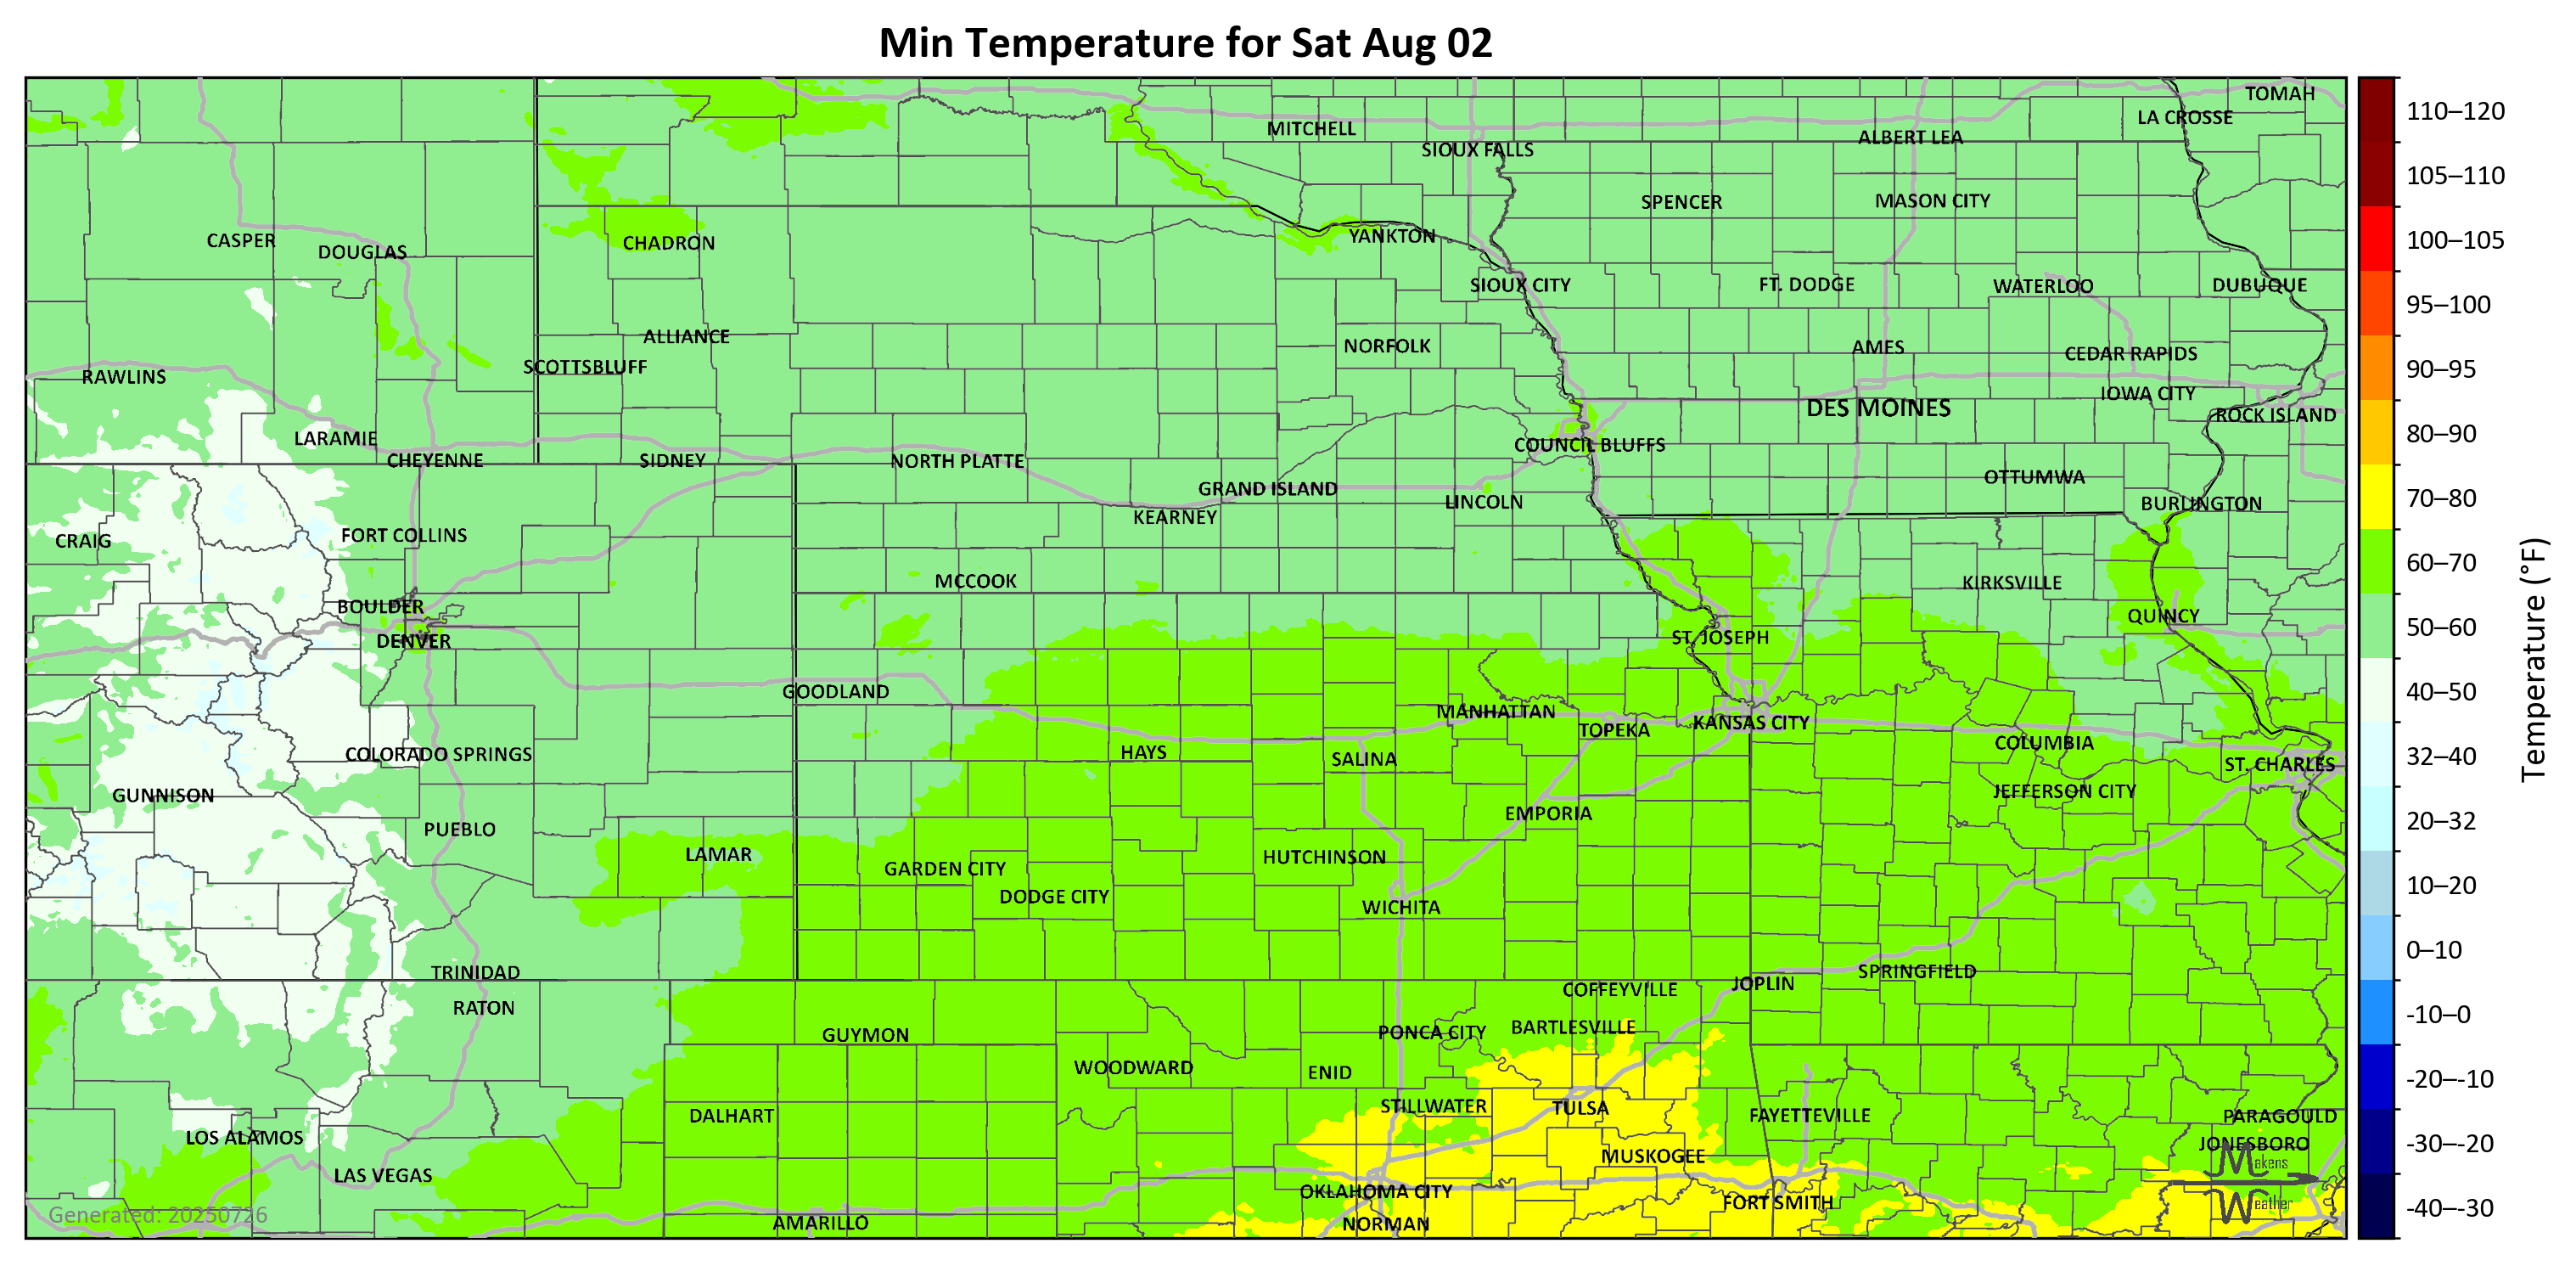 Min Temperature for Sat Aug 02
TOMAH
LA CROSSE
MITCHELL
ALBERT LEA
SIOUX FALLS
SPENCER
MASON CITY
CASPER
DOUGLAS
CHADRON
YANKTON
SIOUX CITY
FT. DODGE
WATERLOO
DUBUQUE
ALLIANCE
NORFOLK
AMES
CEDAR RAPIDS
SCOTTSBLUFF
RAWLINS
IOWA CITY
DES MOINES
ROCK ISLAND
LARAMIE
COUNCIL BLUFFS
CHEYENNE
SIDNEY
NORTH PLATTE
OTTUMWA
GRAND ISLAND
LINCOLN
BURLINGTON
KEARNEY
FORT COLLINS
CRAIG
MCCOOK
KIRKSVILLE
BOULDER
QUINCY
DENVER
ST. JOSEPH
GOODLAND
MANHATTAN
KANSAS CITY
TOPEKA
COLUMBIA
COLORADO SPRINGS
HAYS
SALINA
ST. CHARLES
GUNNISON
JEFFERSON CITY
EMPORIA
PUEBLO
LAMAR
HUTCHINSON
GARDEN CITY
DODGE CITY
WICHITA
TRINIDAD
SPRINGFIELD
JOPLIN
COFFEYVILLE
RATON
BARTLESVILLE
PONCA CITY
GUYMON
WOODWARD
ENID
STILLWATER
TULSA
DALHART
FAYETTEVILLE
PARAGOULD
LOS ALAMOS
JONESBORO
MUSKOGEE
LAS VEGAS
OKLAHOMA CITY
FORT SMITH
AMARILLO
NORMAN
Makens
Weather
Generated: 20250726
110–120
105–110
100–105
95–100
90–95
80–90
70–80
60–70
50–60
40–50
32–40
20–32
10–20
0–10
-10–0
-20–-10
-30–-20
-40–-30
Temperature (°F)